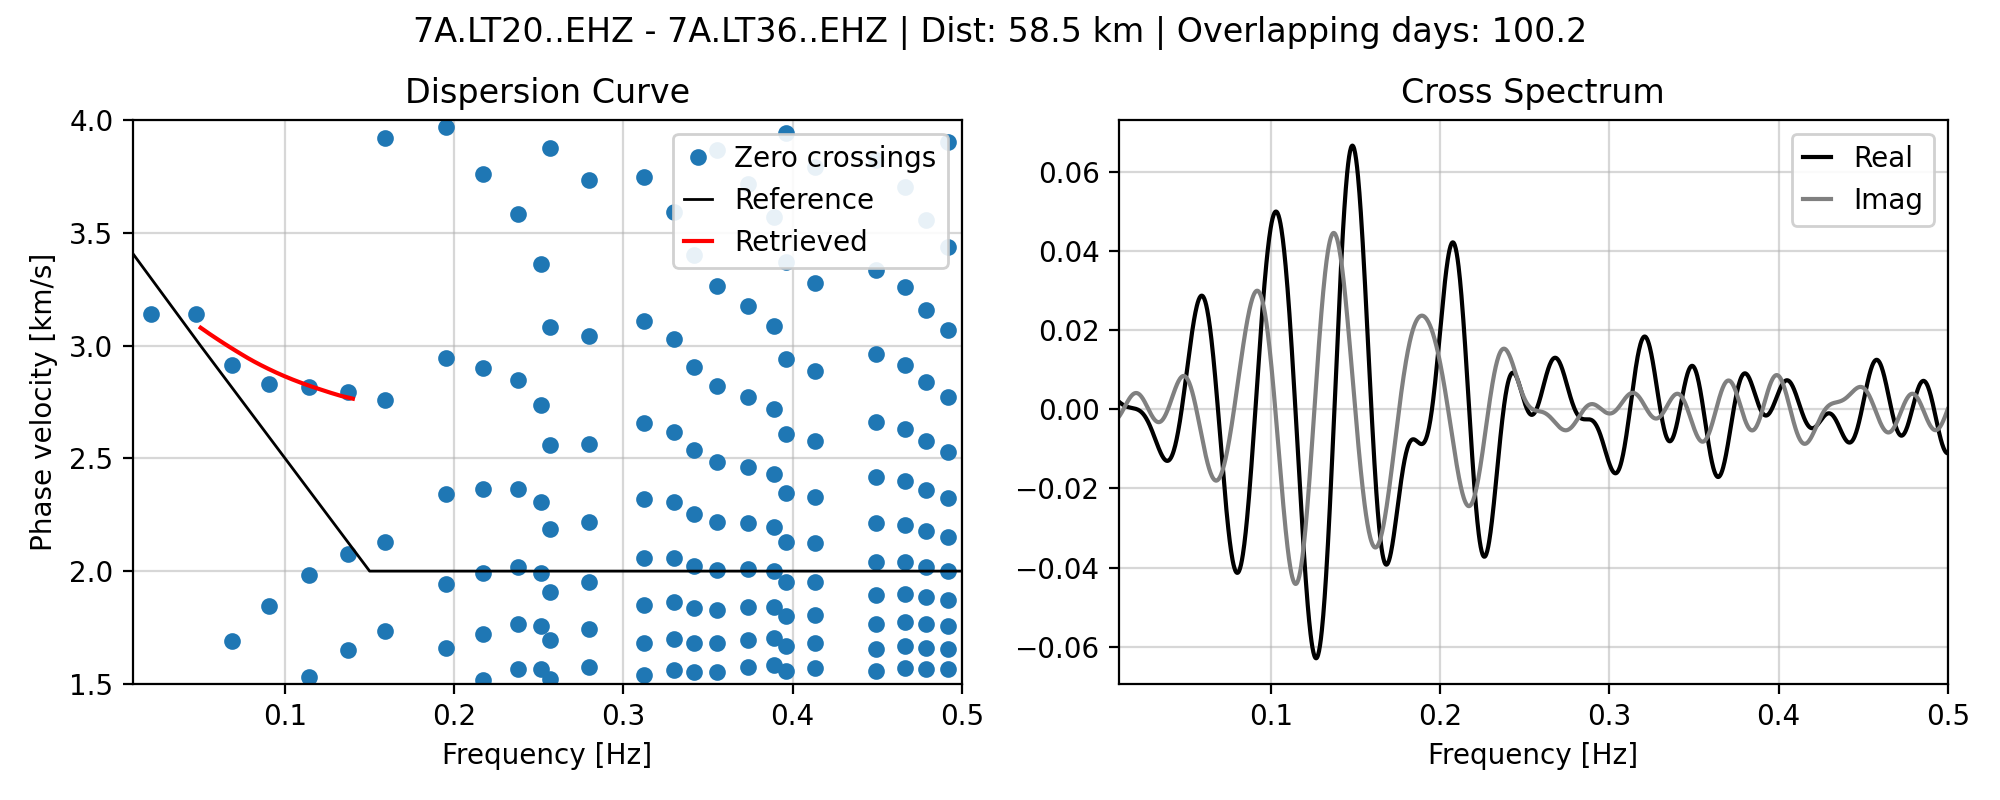 7A.LT20..EHZ - 7A.LT36..EHZ | Dist: 58.5 km | Overlapping days: 100.2
Dispersion Curve
4.0
3.5
3.0
2.5
2.0
1.5
Phase velocity [km/s]
0.1
0.2
0.3
0.4
0.5
Frequency [Hz]
Zero crossings
Reference
Retrieved
Cross Spectrum
0.06
0.04
0.02
0.00
−0.02
−0.04
−0.06
0.1
0.2
0.3
0.4
0.5
Frequency [Hz]
Real
Imag